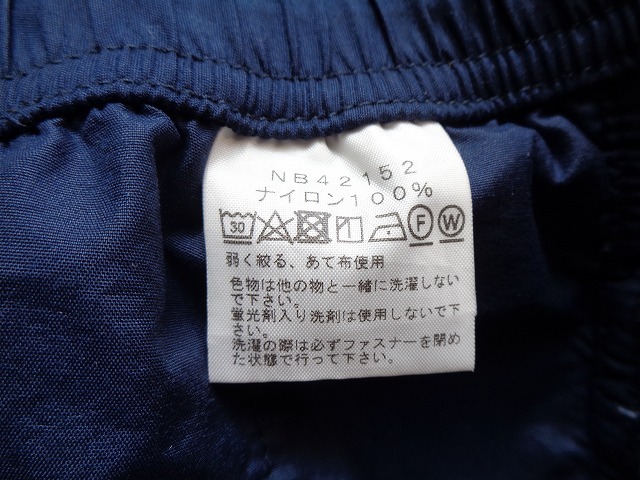 NB42152
ナイロン100%
30 F W
弱く絞る、あて布使用
色物は他の物と一緒に洗濯しない
で下さい。
蛍光剤入り洗剤は使用しないで下
さい。
洗濯の際は必ずファスナーを閉め
た状態で行って下さい。